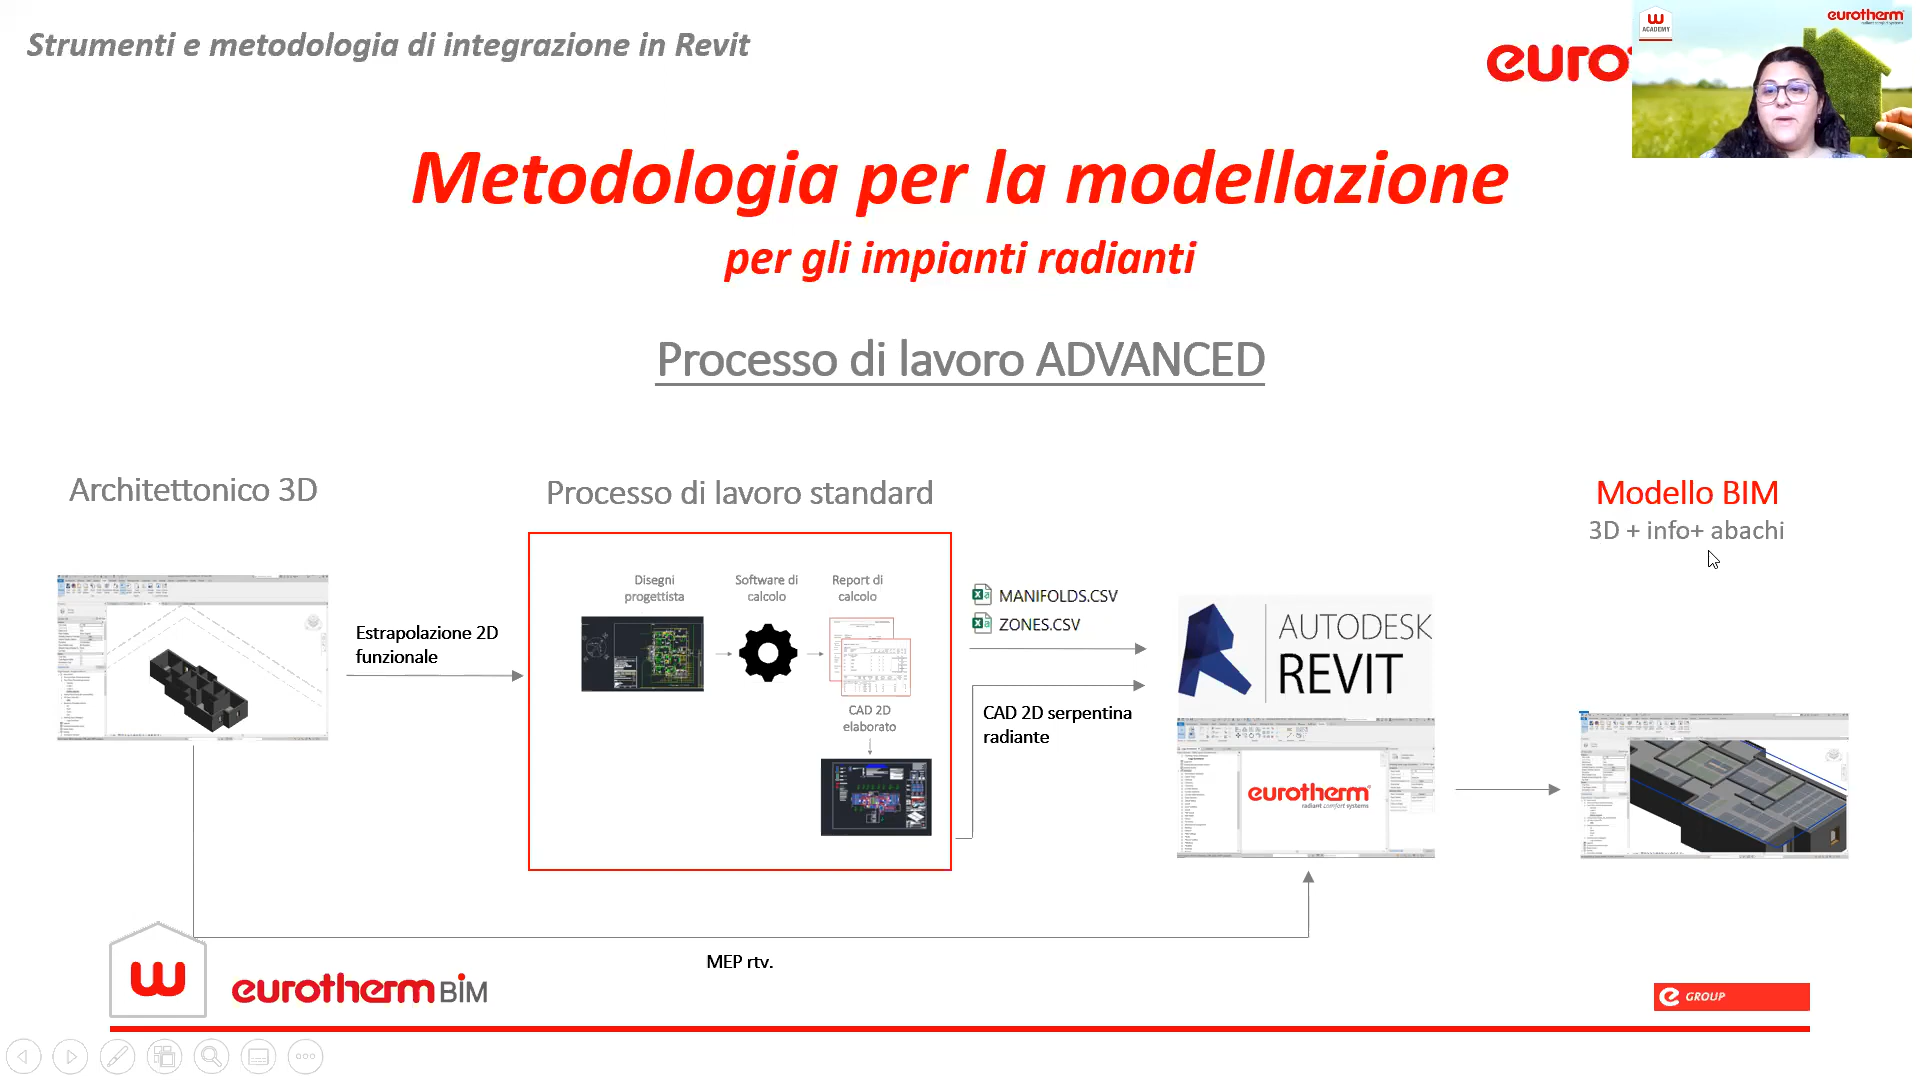 Strumenti e metodologia di integrazione in Revit
euro
W
ACADEMY
eurotherm
radiant comfort systems
Metodologia per la modellazione
per gli impianti radianti
Processo di lavoro ADVANCED
Architettonico 3D
Estrapolazione 2D
funzionale
Processo di lavoro standard
Disegni
progettista
Software di
calcolo
Report di
calcolo
CAD 2D
elaborato
MANIFOLDS.CSV
ZONES.CSV
CAD 2D serpentina
radiante
AUTODESK
REVIT
eurotherm
radiant comfort systems
Modello BIM
3D + info+ abachi
MEP rtv.
W
eurotherm BIM
e GROUP